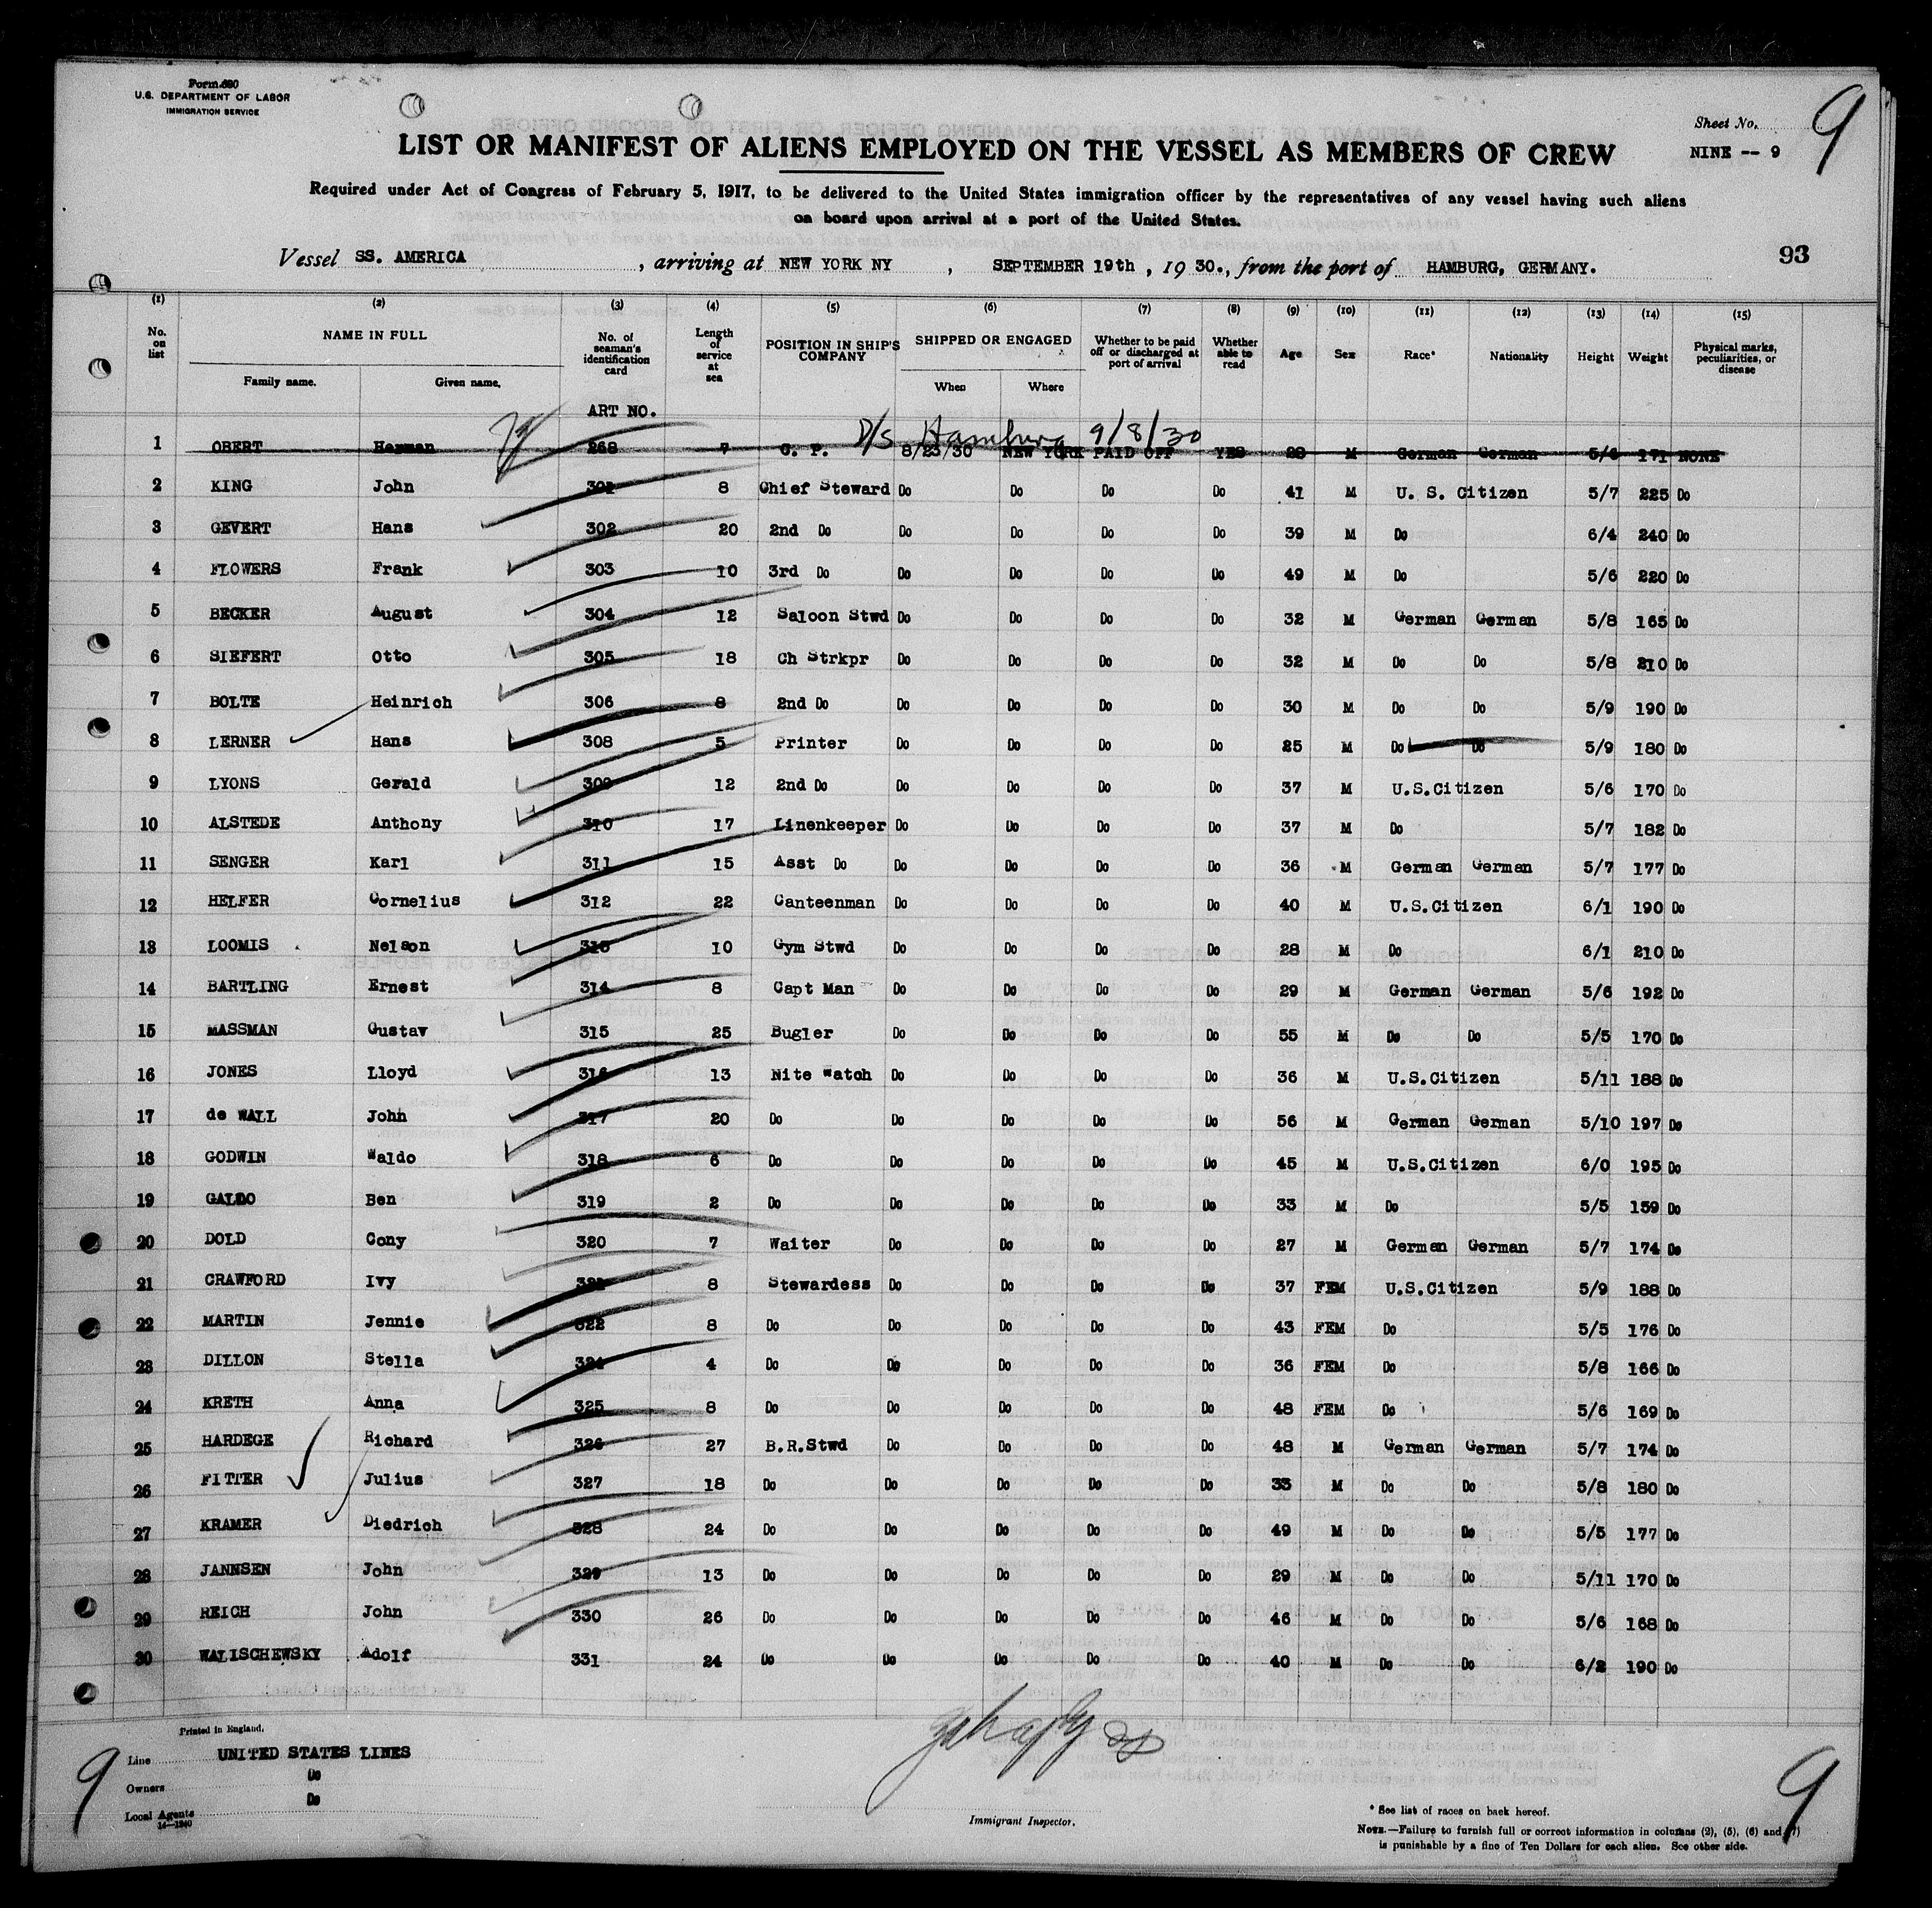 Form 690
U.S. DEPARTMENT OF LABOR
IMMIGRATION SERVICE
Sheet No.
NINE -- 9
9
LIST OR MANIFEST OF ALIENS EMPLOYED ON THE VESSEL AS MEMBERS OF CREW
Required under Act of Congress of February 5, 1917, to be delivered to the United States immigration officer by the representatives of any vessel having such aliens
on board upon arrival at a port of the United States.
93
Vessel SS. AMERICA, arriving at NEW YORK NY, SEPTEMBER 19th, 1930., from the port of HAMBURG, GERMANY.
(1) (2) (3) (4) (5) (6) (7) (8) (9) (10) (11) (12) (13) (14) (15)
No. on list NAME IN FULL Family name. Given name. No. of seaman's identification card Length of service at sea POSITION IN SHIP'S COMPANY SHIPPED OR ENGAGED When Where Whether to be paid off or discharged at port of arrival Whether able to read Age Sex Race* Nationality Height Weight Physical marks, peculiarities, or disease
ART NO.
D/S Hamburg 9/8/30
1 OBERT Herman 268 7 C. P. 8/23/30 NEW YORK PAID OFF YES 28 M German German 5/6 171 NONE
2 KING John 301 8 Chief Steward Do Do Do Do 41 M U. S. Citizen 5/7 225 Do
3 GEVERT Hans 302 20 2nd Do Do Do Do Do 39 M Do 6/4 240 Do
4 FLOWERS Frank 303 10 3rd Do Do Do Do Do 49 M Do 5/6 220 Do
5 BECKER August 304 12 Saloon Stwd Do Do Do Do 32 M German German 5/8 165 Do
6 SIEFERT Otto 305 18 Ch Strkpr Do Do Do Do 32 M Do Do 5/8 210 Do
7 BOLTE Heinrich 306 8 2nd Do Do Do Do Do 30 M Do Do 5/9 190 Do
8 LERNER Hans 308 5 Printer Do Do Do Do 25 M Do Do 5/9 180 Do
9 LYONS Gerald 309 12 2nd Do Do Do Do Do 37 M U.S.Citizen 5/6 170 Do
10 ALSTEDE Anthony 310 17 Linenkeeper Do Do Do Do 37 M Do 5/7 182 Do
11 SENGER Karl 311 15 Asst Do Do Do Do Do 36 M German German 5/7 177 Do
12 HELFER Cornelius 312 22 Canteenman Do Do Do Do 40 M U.S.Citizen 6/1 190 Do
13 LOOMIS Nelson 313 10 Gym Stwd Do Do Do Do 28 M Do 6/1 210 Do
14 BARTLING Ernest 314 8 Capt Man Do Do Do Do 29 M German German 5/6 192 Do
15 MASSMAN Gustav 315 25 Bugler Do Do Do Do 55 M Do Do 5/5 170 Do
16 JONES Lloyd 316 13 Nite Watch Do Do Do Do 36 M U.S.Citizen 5/11 188 Do
17 de WALL John 317 20 Do Do Do Do Do 56 M German German 5/10 197 Do
18 GODWIN Waldo 318 6 Do Do Do Do Do 45 M U.S.Citizen 6/0 195 Do
19 GALDO Ben 319 2 Do Do Do Do Do 33 M Do 5/5 159 Do
20 DOLD Cony 320 7 Waiter Do Do Do Do 27 M German German 5/7 174 Do
21 CRAWFORD Ivy 321 8 Stewardess Do Do Do Do 37 FEM U.S.Citizen 5/9 188 Do
22 MARTIN Jennie 322 8 Do Do Do Do Do 43 FEM Do 5/5 176 Do
23 DILLON Stella 324 4 Do Do Do Do Do 36 FEM Do 5/8 166 Do
24 KRETH Anna 325 8 Do Do Do Do Do 48 FEM Do 5/6 169 Do
25 HARDEGE Richard 326 27 B.R.Stwd Do Do Do Do 48 M German German 5/7 174 Do
26 FITTER Julius 327 18 Do Do Do Do Do 33 M Do Do 5/8 180 Do
27 KRAMER Diedrich 328 24 Do Do Do Do Do 49 M Do Do 5/5 177 Do
28 JANNSEN John 329 13 Do Do Do Do Do 29 M Do Do 5/11 170 Do
29 REICH John 330 26 Do Do Do Do Do 46 M Do Do 5/6 168 Do
30 WALISCHEWSKY Adolf 331 24 Do Do Do Do Do 40 M Do Do 6/2 190 Do
Printed in England.
Line UNITED STATES LINES
Owners Do
Local Agents Do
14—1240
9
Immigrant Inspector.
* See list of races on back hereof.
NOTE.—Failure to furnish full or correct information in columns (2), (5), (6) and (7)
is punishable by a fine of Ten Dollars for each alien. See other side.
9